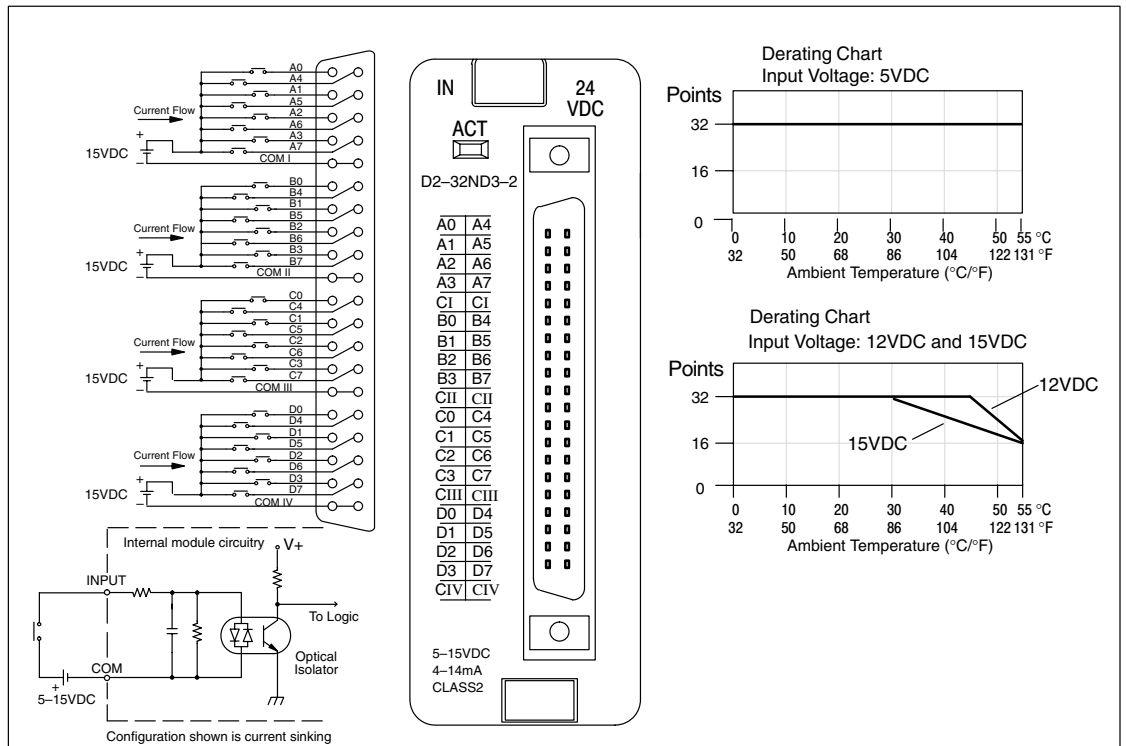 A0
A4
A1
A5
A2
A6
A3
A7
COM I
Current Flow
+
15VDC
–
B0
B4
B1
B5
B2
B6
B3
B7
COM II
Current Flow
+
15VDC
–
C0
C4
C1
C5
C2
C6
C3
C7
COM III
Current Flow
+
15VDC
–
D0
D4
D1
D5
D2
D6
D3
D7
COM IV
Current Flow
+
15VDC
–
Internal module circuitry
V+
INPUT
To Logic
COM
Optical
Isolator
+
5–15VDC
Configuration shown is current sinking
IN
24
VDC
ACT
D2–32ND3–2
A0 A4
A1 A5
A2 A6
A3 A7
CI CI
B0 B4
B1 B5
B2 B6
B3 B7
CII CII
C0 C4
C1 C5
C2 C6
C3 C7
CIII CIII
D0 D4
D1 D5
D2 D6
D3 D7
CIV CIV
5–15VDC
4–14mA
CLASS2
Derating Chart
Input Voltage: 5VDC
Points
32
16
0
0 10 20 30 40 50 55 °C
32 50 68 86 104 122 131 °F
Ambient Temperature (°C/°F)
Derating Chart
Input Voltage: 12VDC and 15VDC
Points
32
12VDC
16
15VDC
0
0 10 20 30 40 50 55 °C
32 50 68 86 104 122 131 °F
Ambient Temperature (°C/°F)